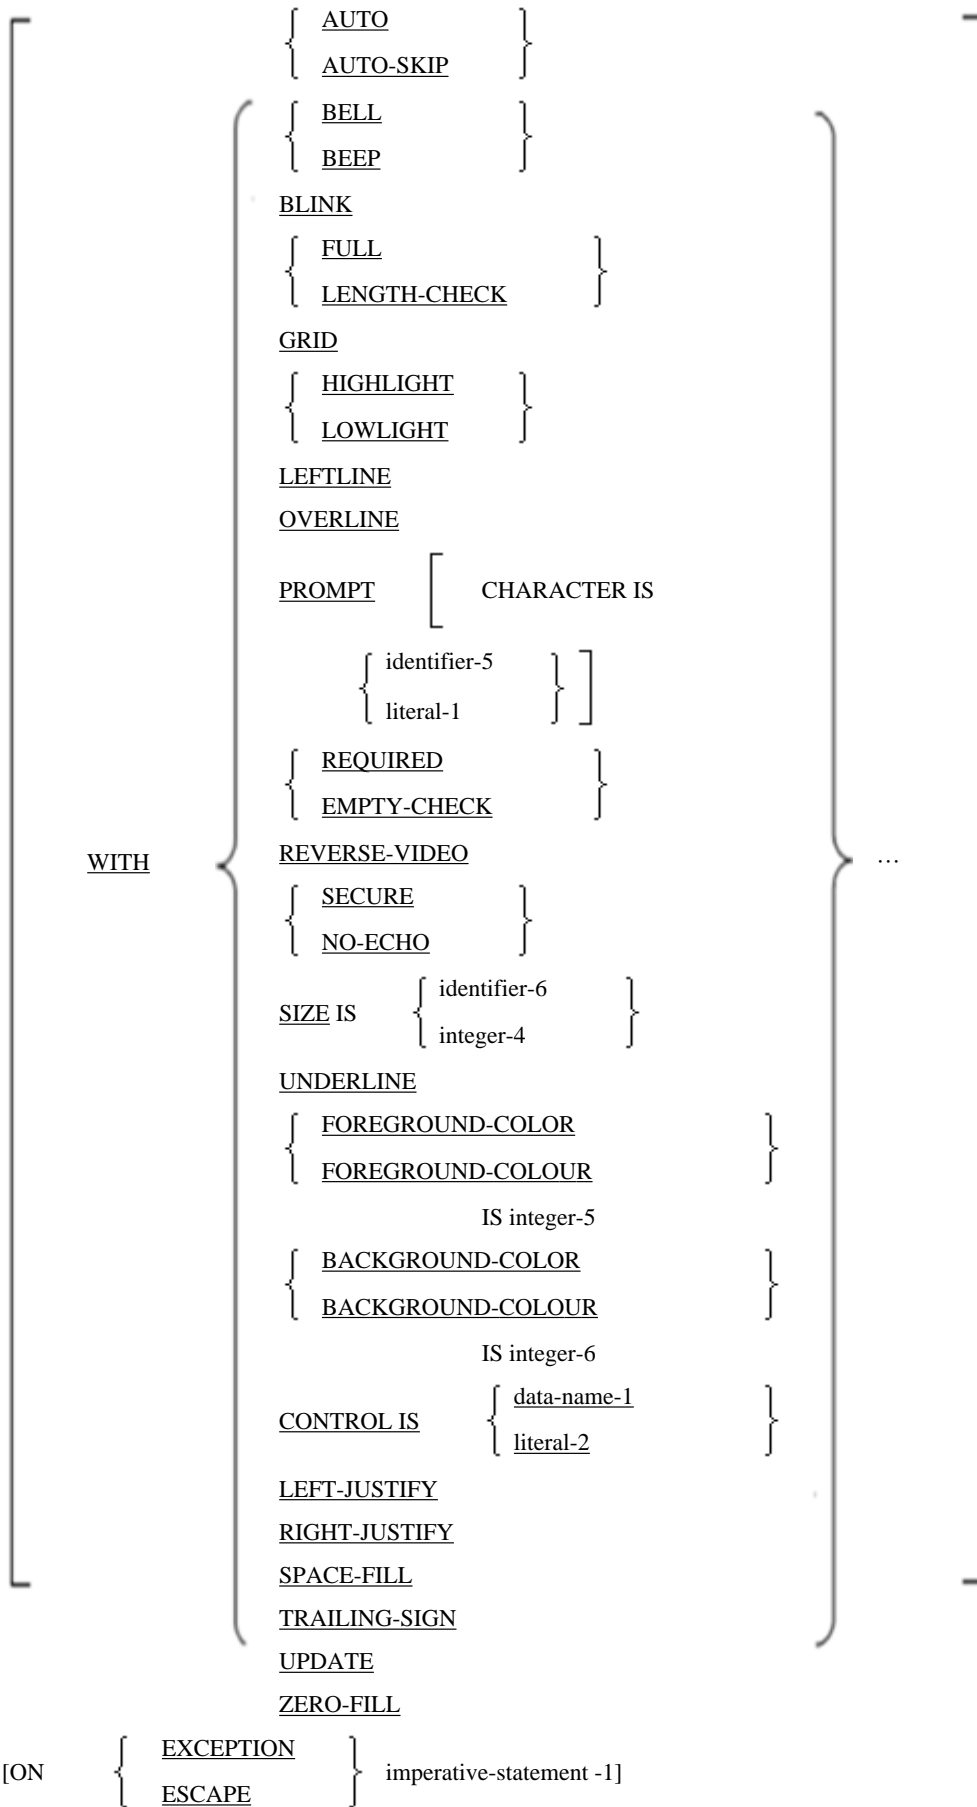 AUTO
AUTO-SKIP
BELL
BEEP
BLINK
FULL
LENGTH-CHECK
GRID
HIGHLIGHT
LOWLIGHT
LEFTLINE
OVERLINE
PROMPT [ CHARACTER IS
identifier-5
literal-1 ]
REQUIRED
EMPTY-CHECK
WITH REVERSE-VIDEO …
SECURE
NO-ECHO
SIZE IS
identifier-6
integer-4
UNDERLINE
FOREGROUND-COLOR
FOREGROUND-COLOUR
IS integer-5
BACKGROUND-COLOR
BACKGROUND-COLOUR
IS integer-6
CONTROL IS
data-name-1
literal-2
LEFT-JUSTIFY
RIGHT-JUSTIFY
SPACE-FILL
TRAILING-SIGN
UPDATE
ZERO-FILL
[ON
EXCEPTION
ESCAPE
imperative-statement -1]